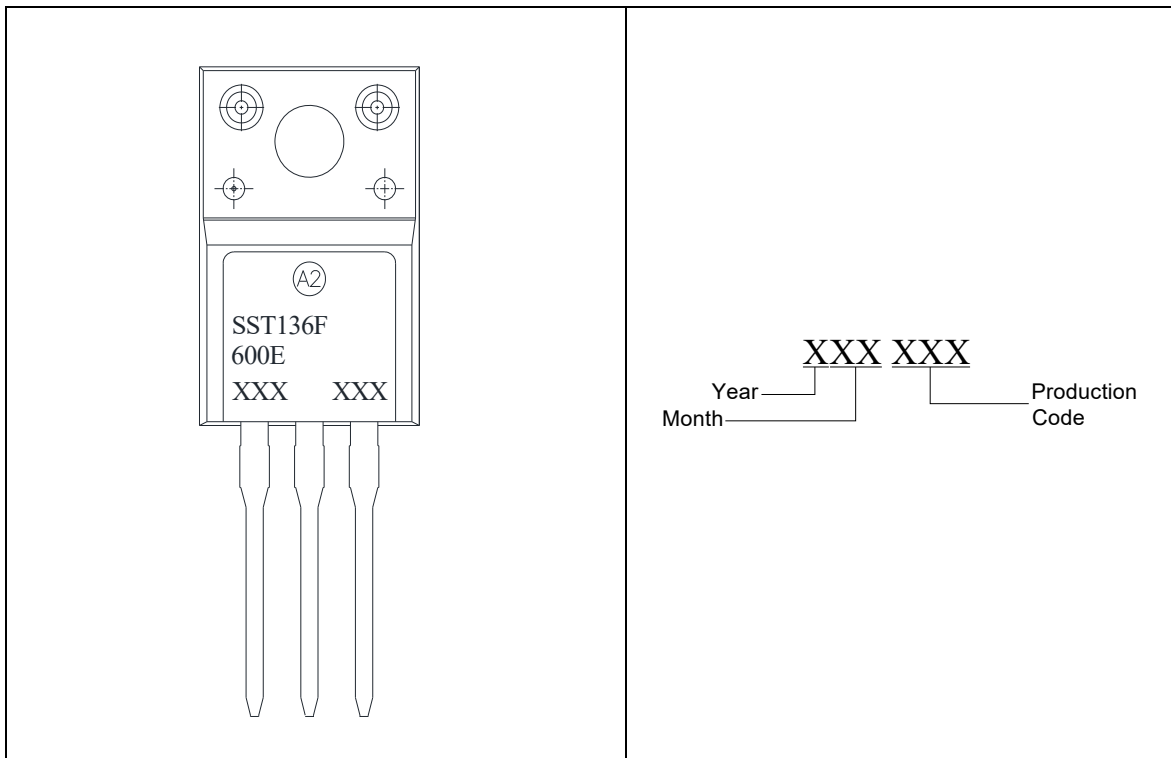 A2
SST136F
600E
XXX XXX
XXX XXX
Year
Month
Production
Code